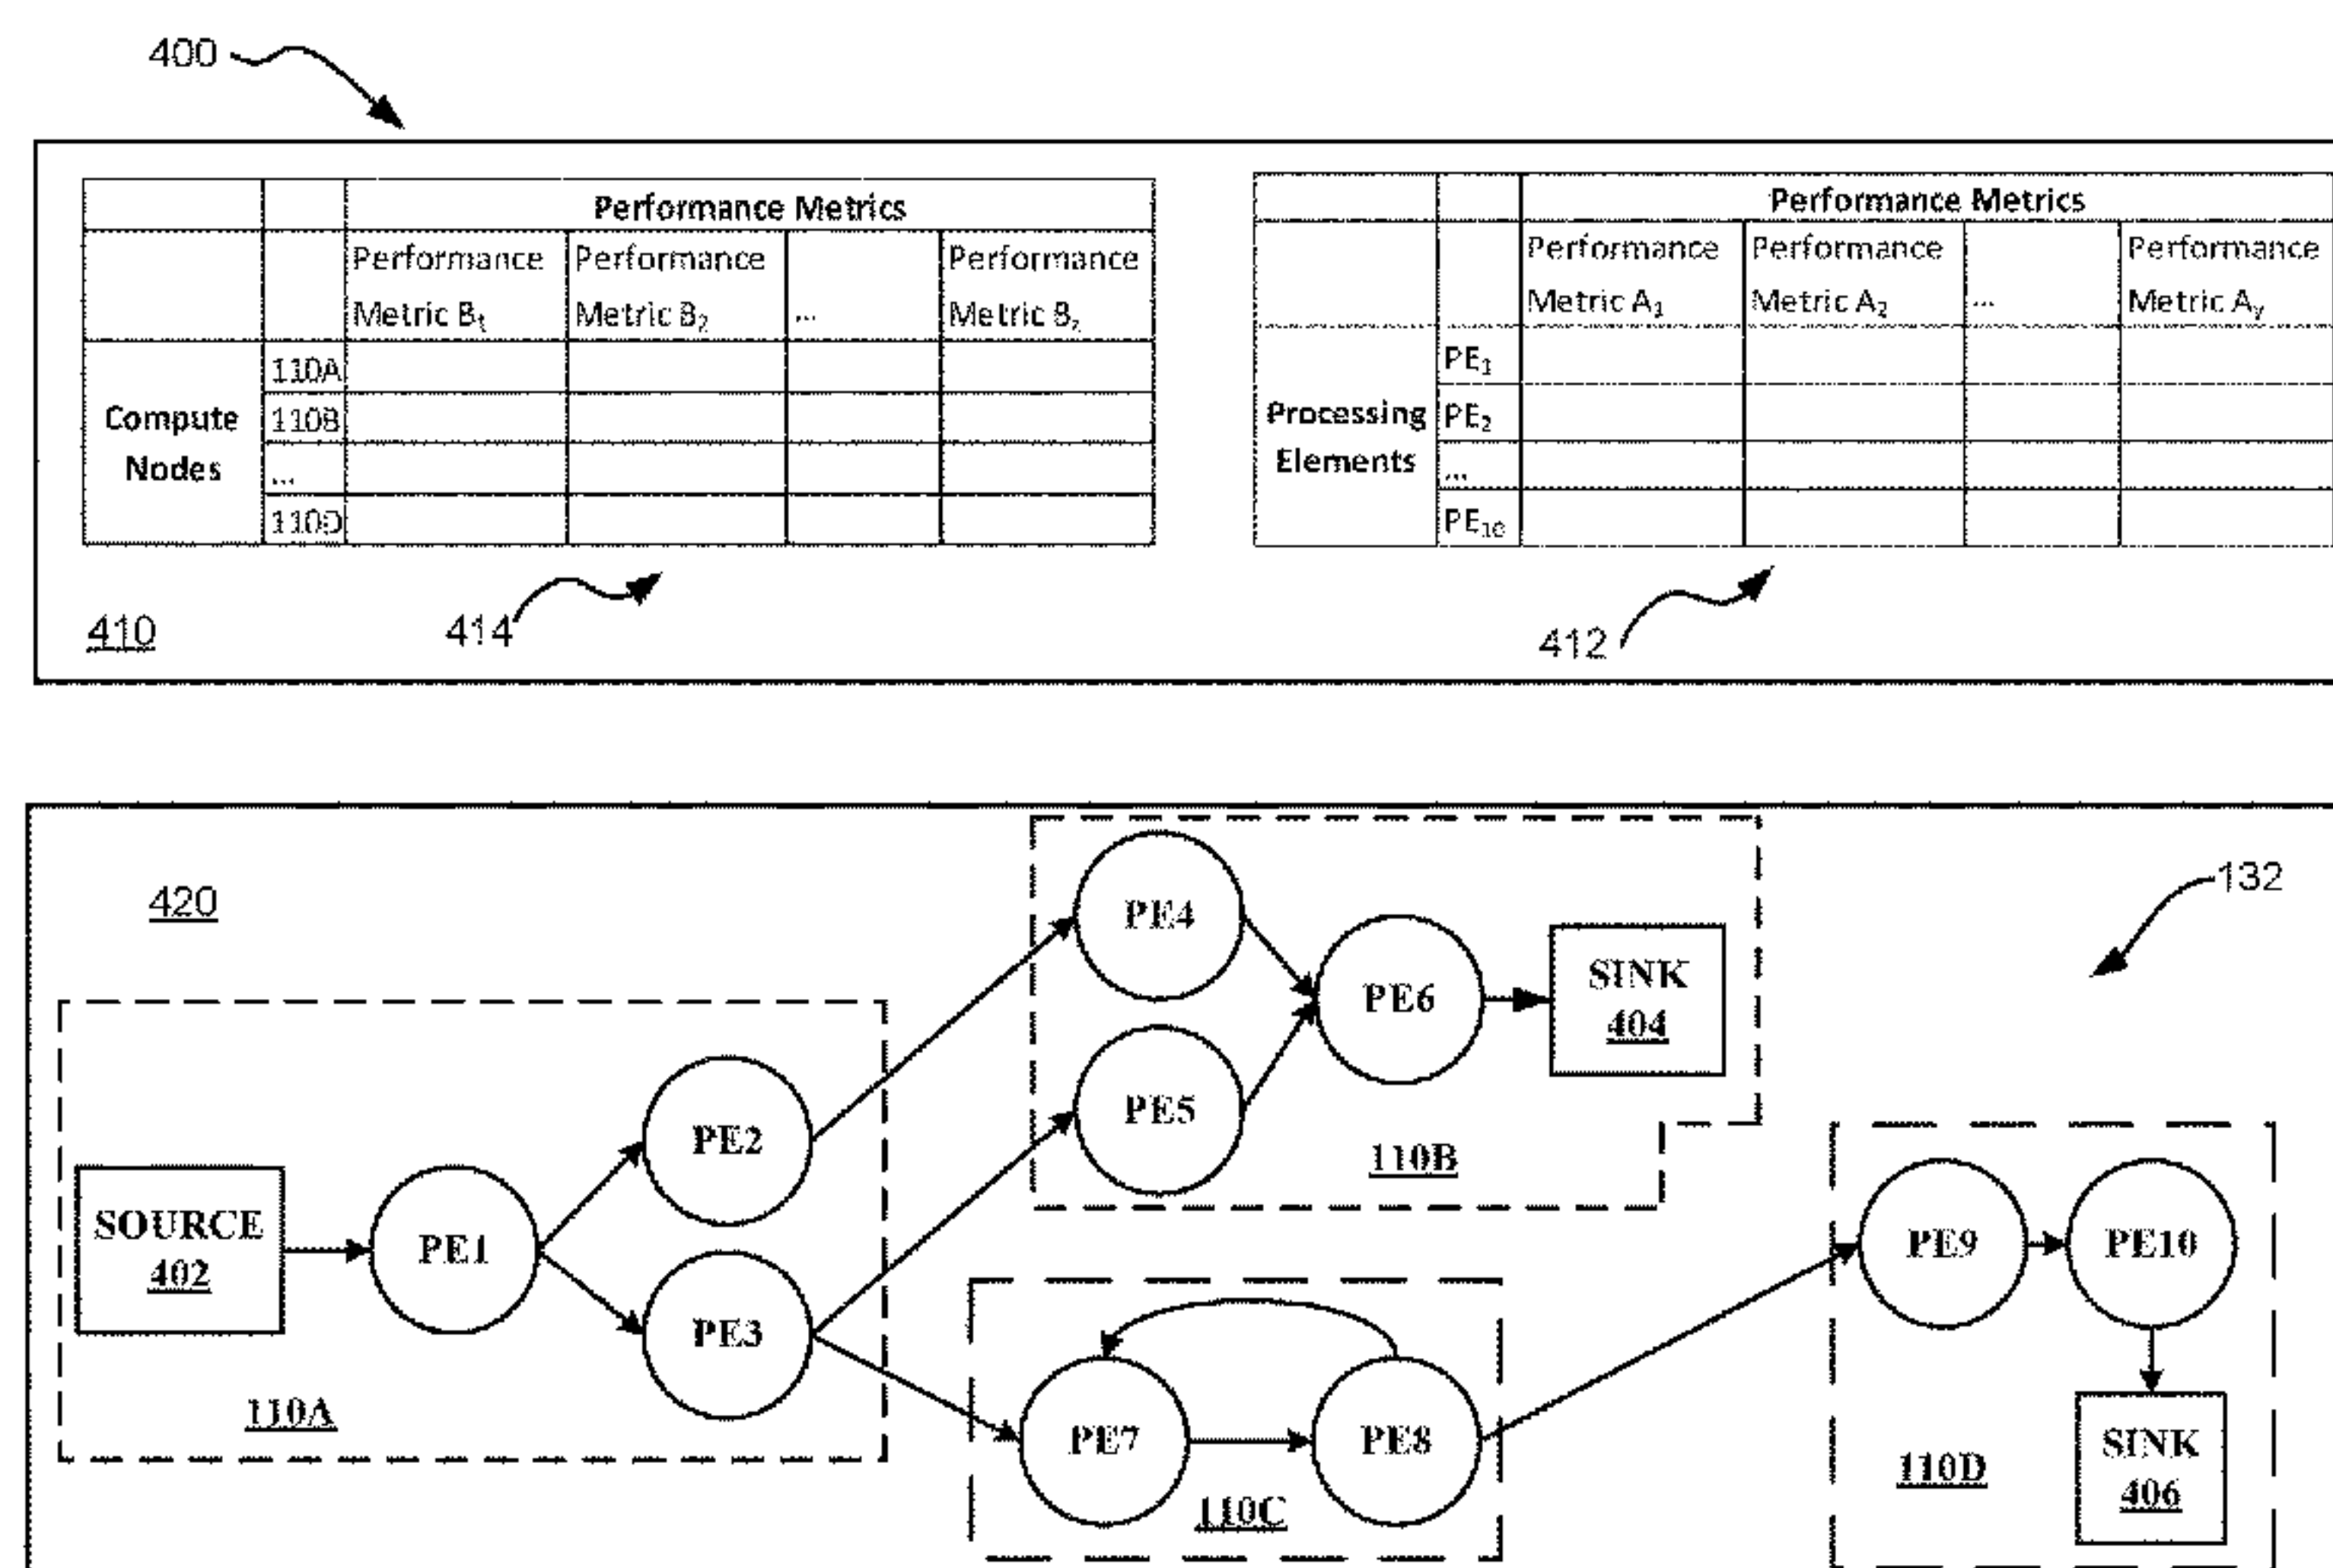 400
Performance Metrics
Performance Metric B₁ Performance Metric B₂ ... Performance Metric B₂
Compute Nodes
110A
110B
...
110D
414
410
Performance Metrics
Performance Metric A₁ Performance Metric A₂ ... Performance Metric Aᵧ
Processing Elements
PE₁
PE₂
...
PE₁₀
412
420
132
PE4
PE6
SINK
404
PE5
110B
PE2
SOURCE
402
PE1
PE3
110A
PE7
PE8
110C
PE9
PE10
110D
SINK
406